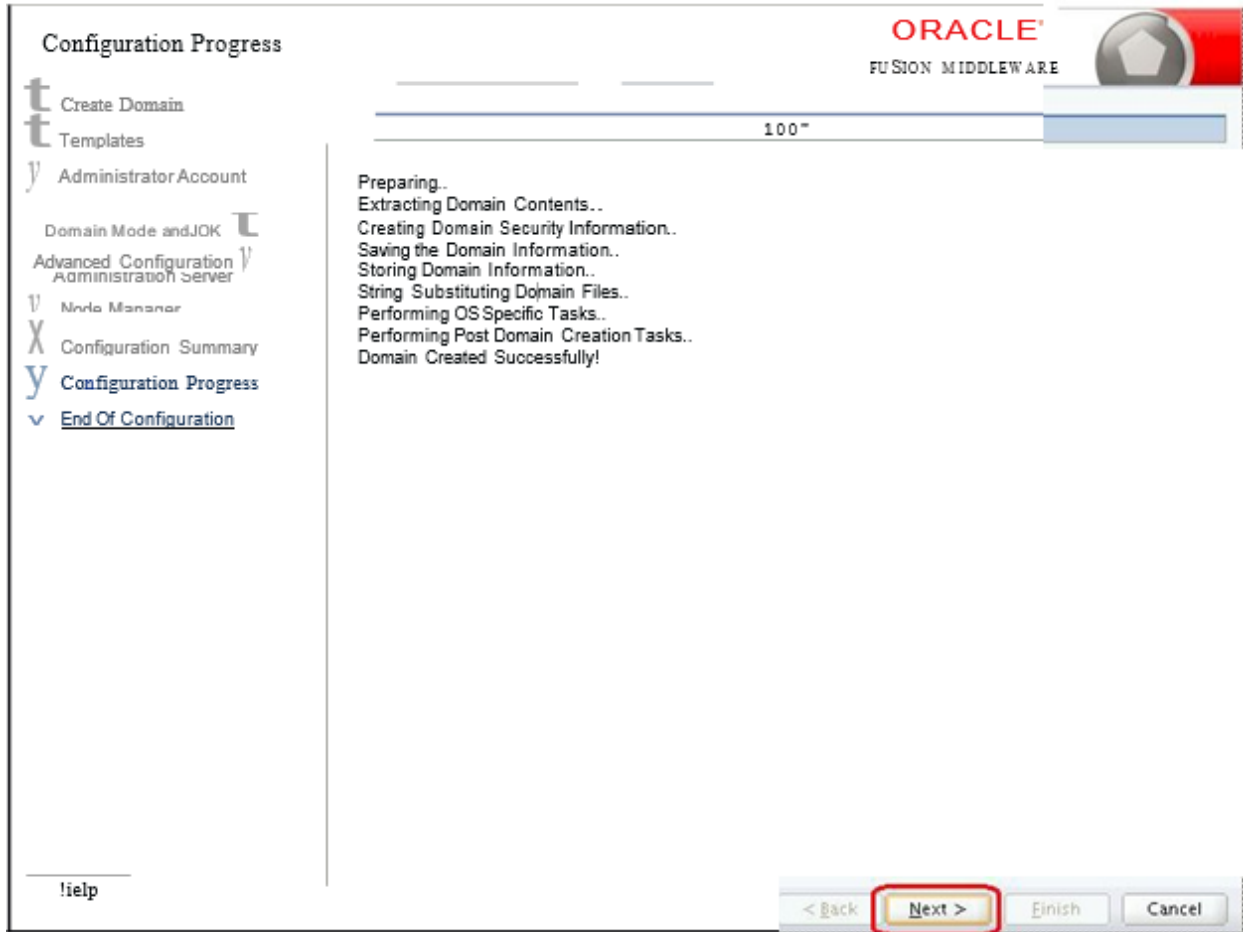 Configuration Progress
ORACLE'
FUSION MIDDLEWARE
t Create Domain
t Templates
y Administrator Account
Domain Mode andJOK t
Advanced Configuration y
Administration Server
v Node Manager
X Configuration Summary
y Configuration Progress
v End Of Configuration
100"
Preparing..
Extracting Domain Contents..
Creating Domain Security Information..
Saving the Domain Information..
Storing Domain Information..
String Substituting Domain Files..
Performing OS Specific Tasks..
Performing Post Domain Creation Tasks..
Domain Created Successfully!
!ielp
< Back
Next >
Finish
Cancel